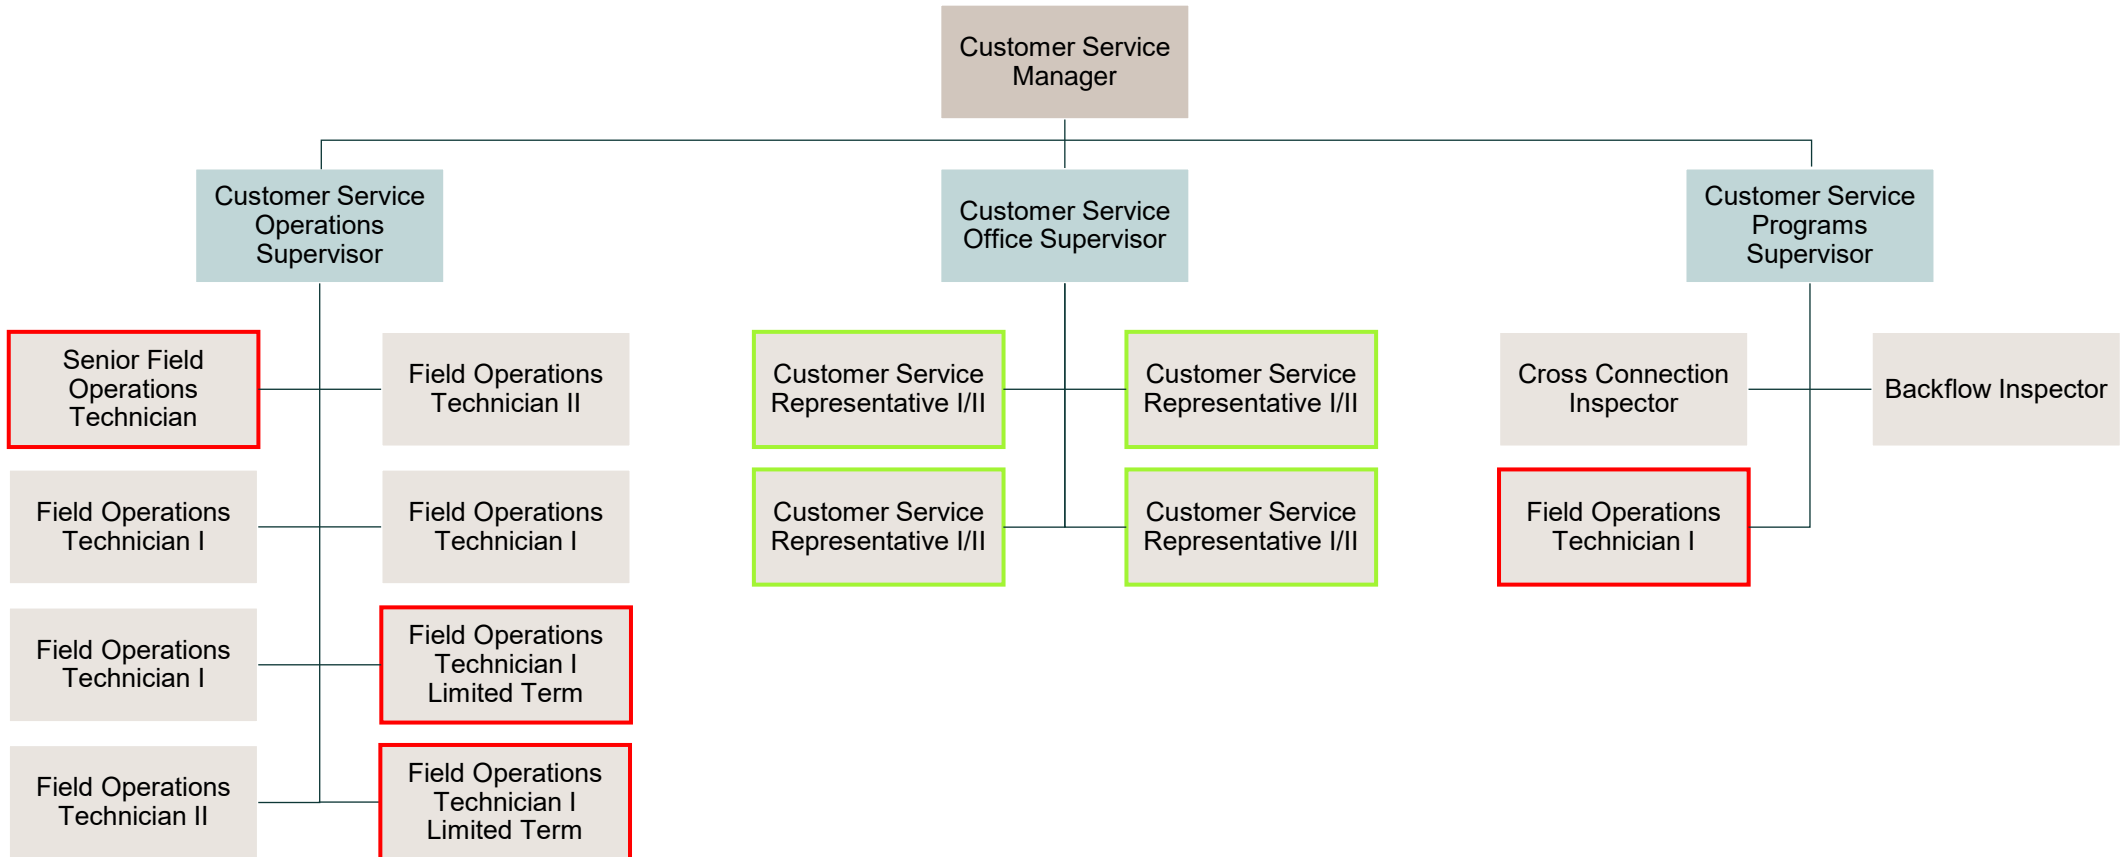 Customer Service
Manager
Customer Service
Operations
Supervisor
Customer Service
Office Supervisor
Customer Service
Programs
Supervisor
Senior Field
Operations
Technician
Field Operations
Technician II
Customer Service
Representative I/II
Customer Service
Representative I/II
Cross Connection
Inspector
Backflow Inspector
Field Operations
Technician I
Field Operations
Technician I
Customer Service
Representative I/II
Customer Service
Representative I/II
Field Operations
Technician I
Field Operations
Technician I
Field Operations
Technician I
Limited Term
Field Operations
Technician II
Field Operations
Technician I
Limited Term